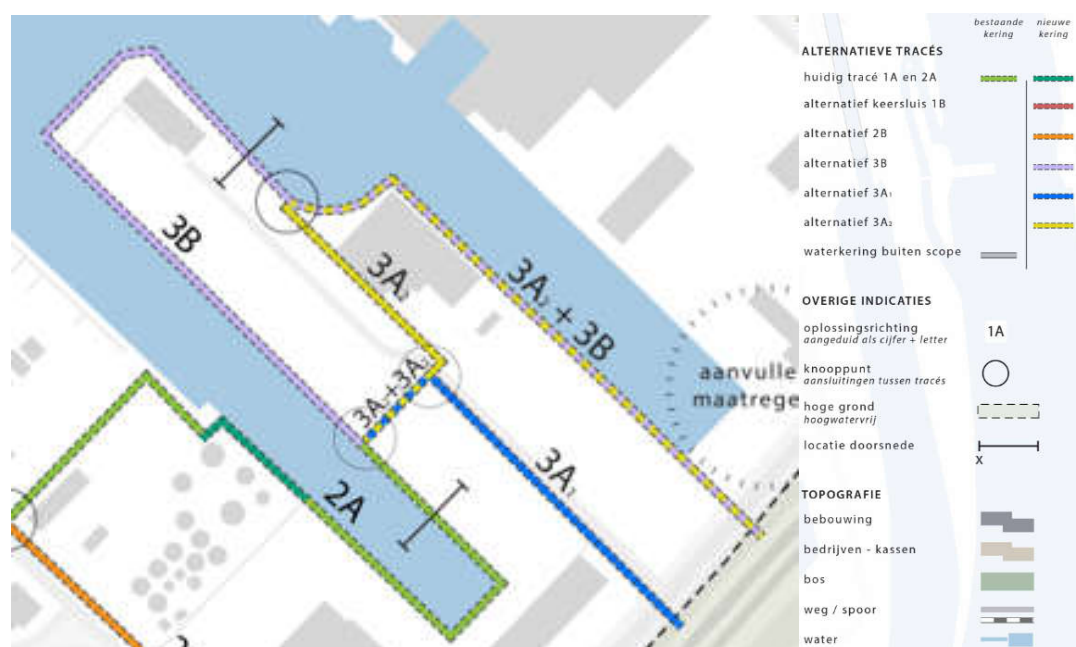 3B
3A₂
3A₂ + 3B
3A₁+3A₂
3A₁
2A
aanvulle
maatrege
bestaande
kering
nieuwe
kering
ALTERNATIEVE TRACÉS
huidig tracé 1A en 2A
alternatief keersluis 1B
alternatief 2B
alternatief 3B
alternatief 3A₁
alternatief 3A₂
waterkering buiten scope
OVERIGE INDICATIES
oplossingsrichting
aangeduid als cijfer + letter
1A
knooppunt
aansluitingen tussen tracés
hoge grond
hoogwatervrij
locatie doorsnede
x
TOPOGRAFIE
bebouwing
bedrijven - kassen
bos
weg / spoor
water